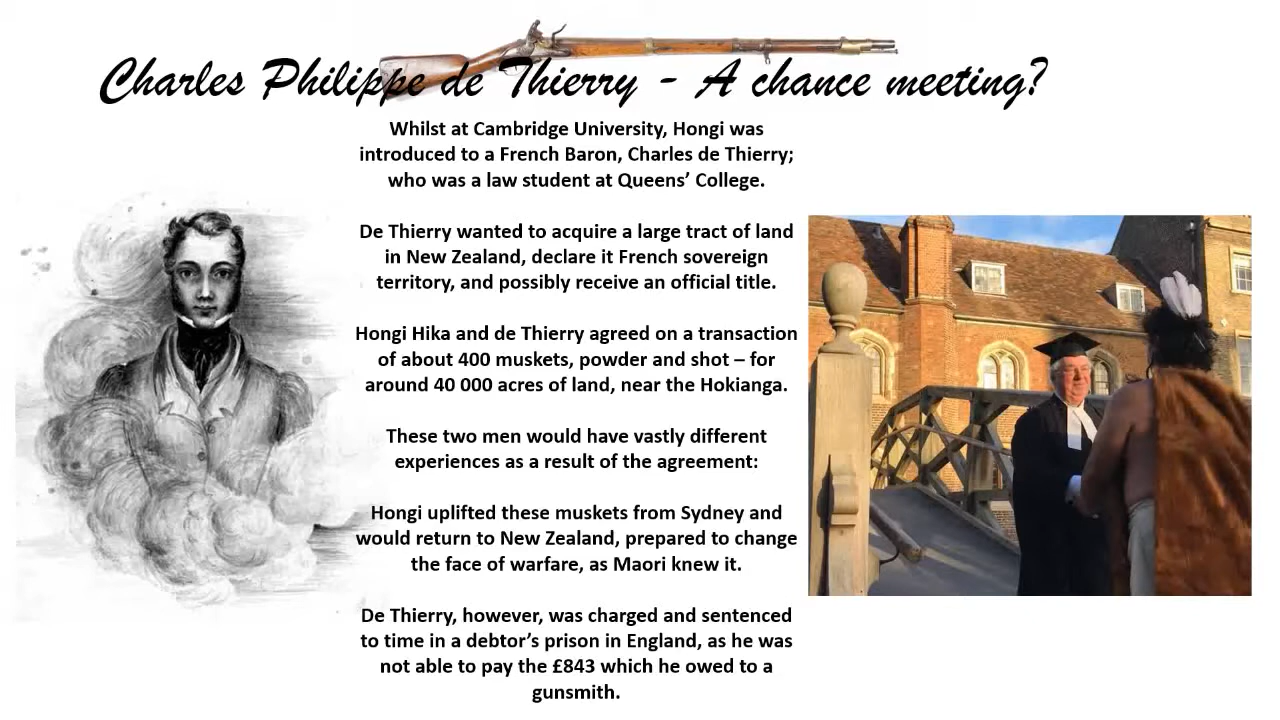 Charles Philippe de Thierry - A chance meeting?
Whilst at Cambridge University, Hongi was
introduced to a French Baron, Charles de Thierry;
who was a law student at Queens’ College.
De Thierry wanted to acquire a large tract of land
in New Zealand, declare it French sovereign
territory, and possibly receive an official title.
Hongi Hika and de Thierry agreed on a transaction
of about 400 muskets, powder and shot – for
around 40 000 acres of land, near the Hokianga.
These two men would have vastly different
experiences as a result of the agreement:
Hongi uplifted these muskets from Sydney and
would return to New Zealand, prepared to change
the face of warfare, as Maori knew it.
De Thierry, however, was charged and sentenced
to time in a debtor’s prison in England, as he was
not able to pay the £843 which he owed to a
gunsmith.